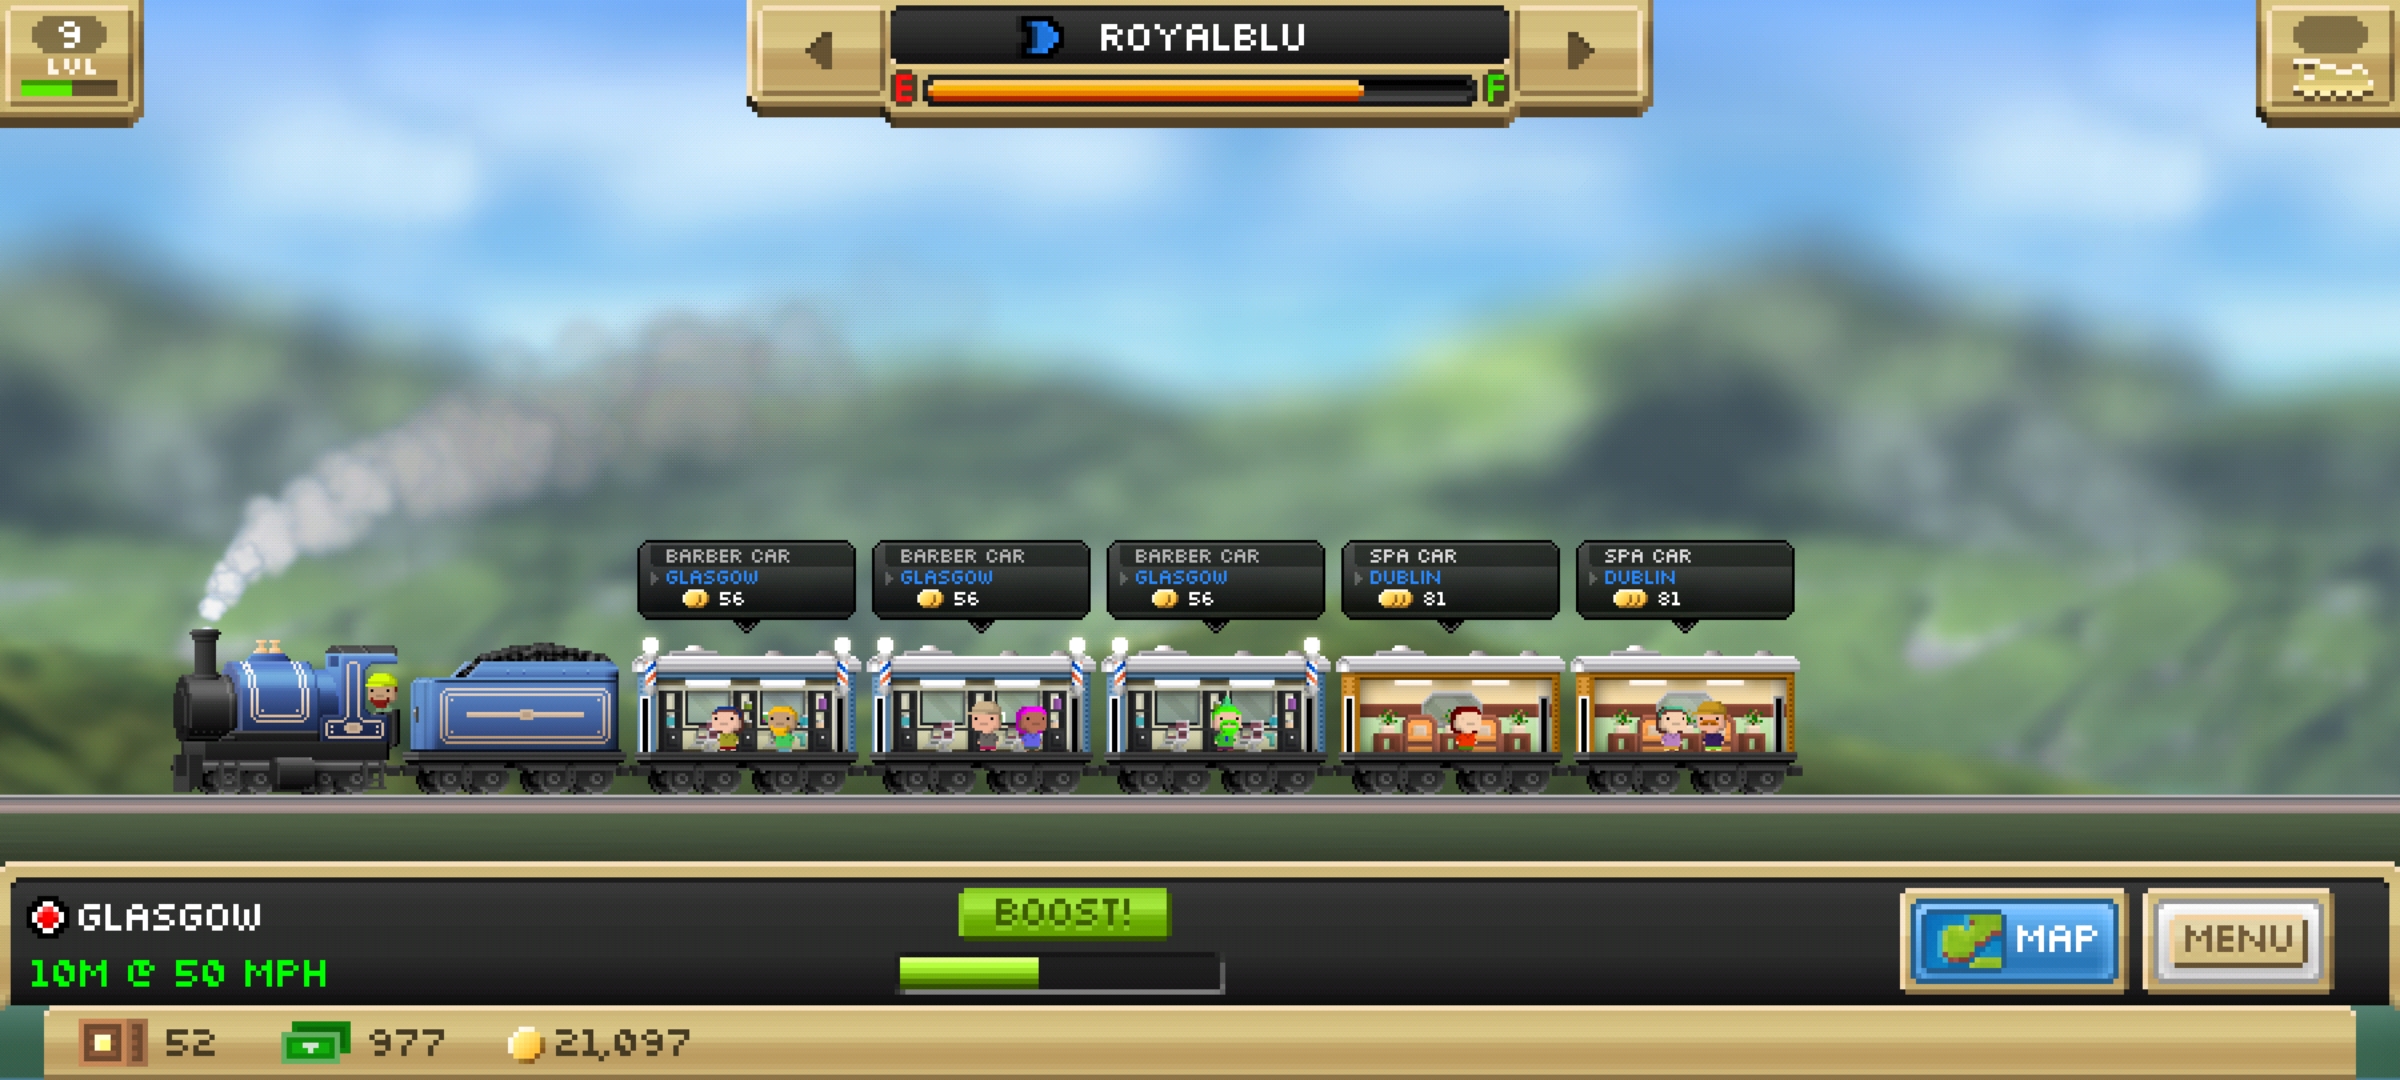 9
LVL
ROYALBLU
E
F
BARBER CAR
GLASGOW
56
BARBER CAR
GLASGOW
56
BARBER CAR
GLASGOW
56
SPA CAR
DUBLIN
81
SPA CAR
DUBLIN
81
GLASGOW
10M @ 50 MPH
BOOST!
MAP
MENU
52
977
21,097